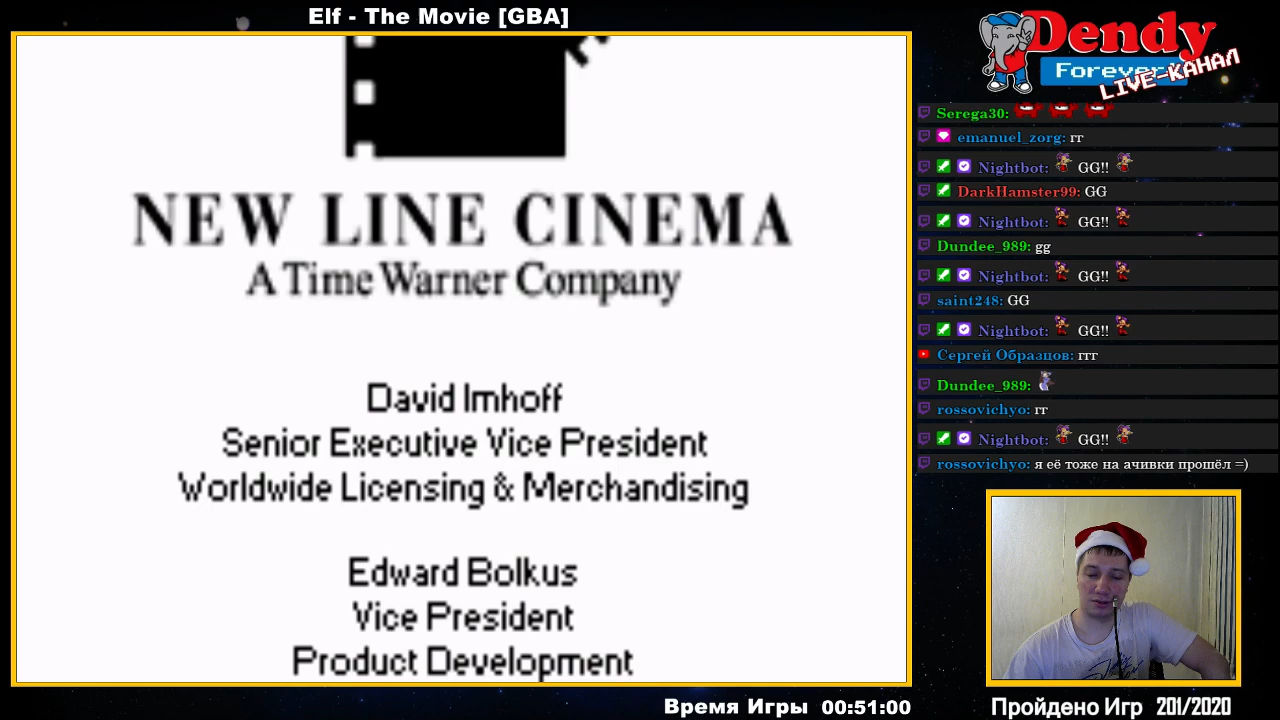 Elf - The Movie [GBA]
NEW LINE CINEMA
A Time Warner Company
David Imhoff
Senior Executive Vice President
Worldwide Licensing & Merchandising
Edward Bolkus
Vice President
Product Development
Время Игры 00:51:00
Dendy
Forever!
LIVE-КАНАЛ
Serega30:
emanuel_zorg: гг
Nightbot: GG!!
DarkHamster99: GG
Nightbot: GG!!
Dundee_989: gg
Nightbot: GG!!
saint248: GG
Nightbot: GG!!
Сергей Образцов: ггг
Dundee_989:
rossovichyo: гг
Nightbot: GG!!
rossovichyo: я её тоже на ачивки прошёл =)
Пройдено Игр 201/2020